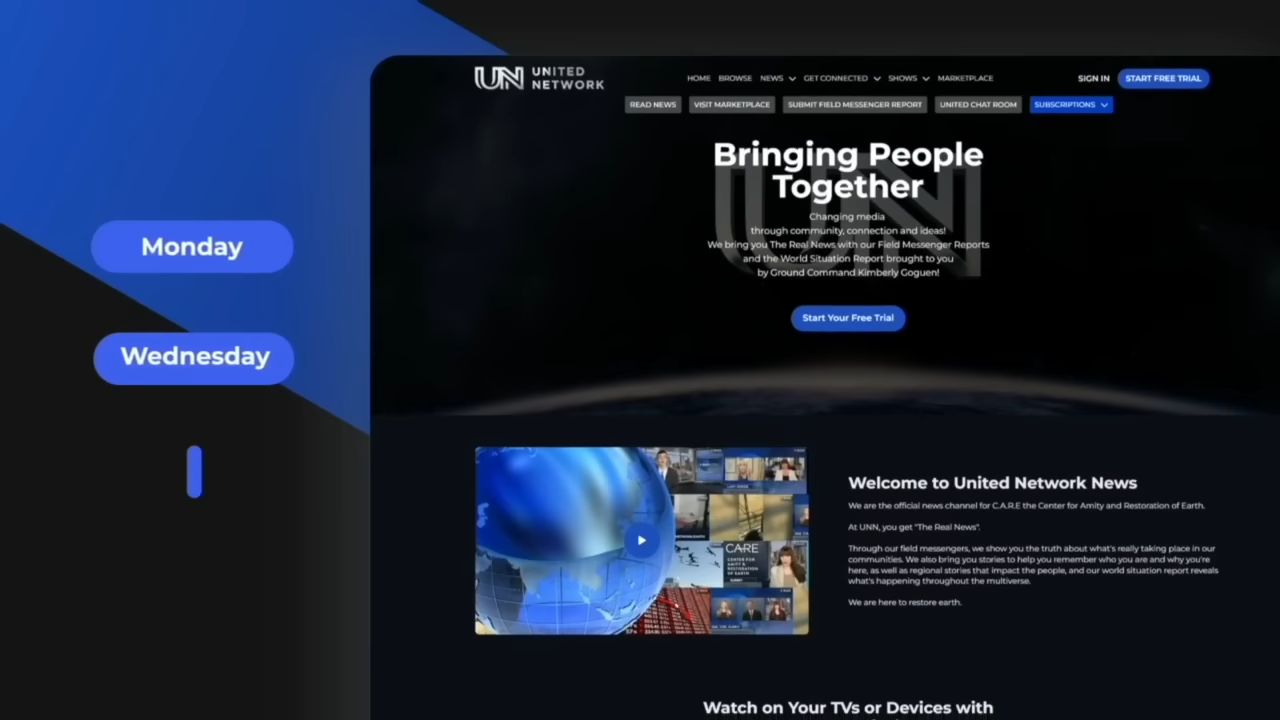 UN UNITED
NETWORK
HOME BROWSE NEWS GET CONNECTED SHOWS MARKETPLACE
SIGN IN START FREE TRIAL
READ NEWS VISIT MARKETPLACE SUBMIT FIELD MESSENGER REPORT UNITED CHAT ROOM SUBSCRIPTIONS
Bringing People
Together
Changing media
through community, connection and ideas!
We bring you The Real News with our Field Messenger Reports
and the World Situation Report brought to you
by Ground Command Kimberly Goguen!
Start Your Free Trial
Monday
Wednesday
CARE
CENTER FOR
AMITY &
RESTORATION
OF EARTH
SUMMIT
Welcome to United Network News
We are the official news channel for C.A.R.E the Center for Amity and Restoration of Earth.
At UNN, you get "The Real News".
Through our field messengers, we show you the truth about what's really taking place in our
communities. We also bring you stories to help you remember who you are and why you're
here, as well as regional stories that impact the people, and our world situation report reveals
what's happening throughout the multiverse.
We are here to restore earth.
Watch on Your TVs or Devices with